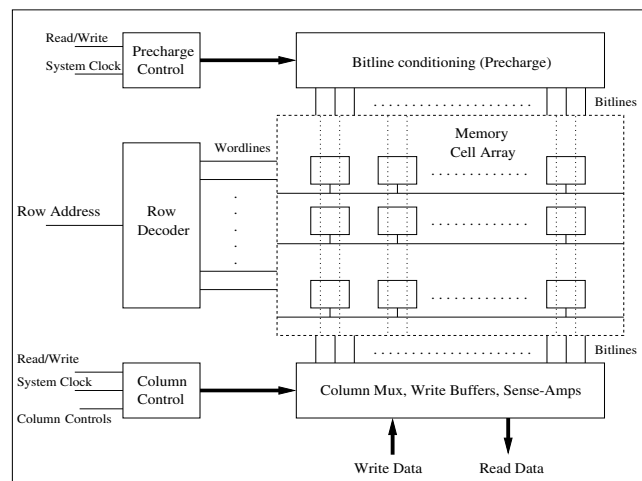 Read/Write
System Clock
Precharge
Control
Bitline conditioning (Precharge)
Bitlines
Memory
Cell Array
Wordlines
Row Address
Row
Decoder
Read/Write
System Clock
Column Controls
Column
Control
Bitlines
Column Mux, Write Buffers, Sense-Amps
Write Data
Read Data